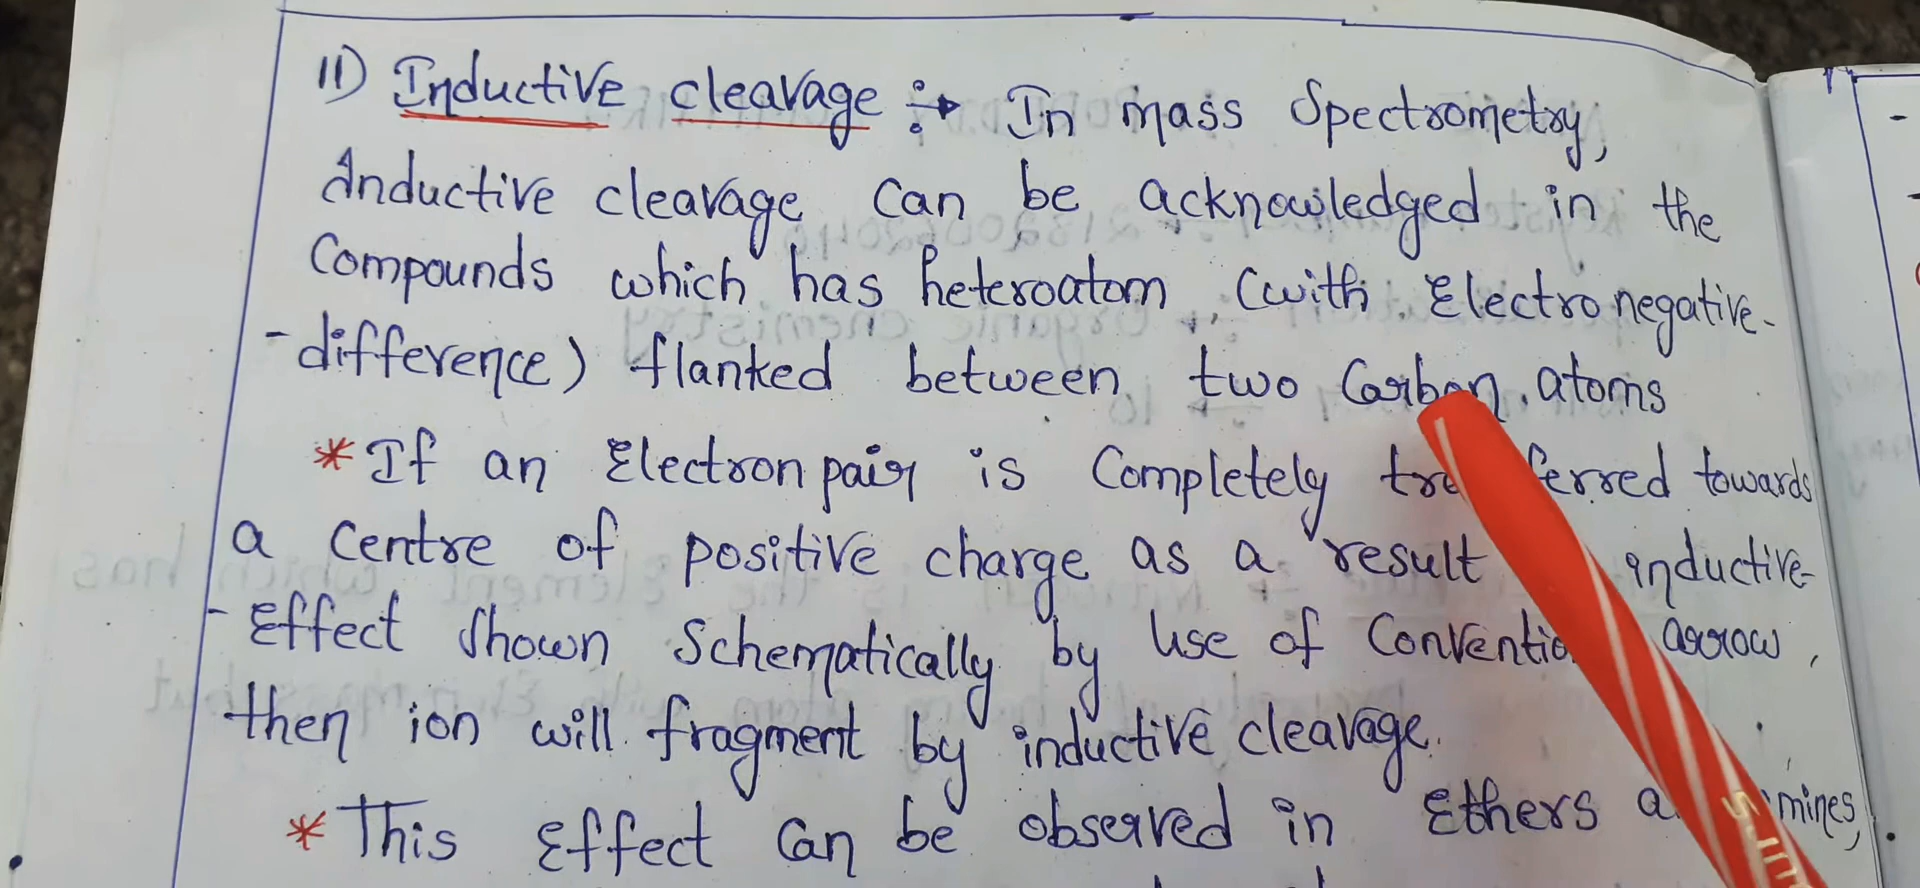 11) Inductive cleavage :→ In mass Spectrometry,
Inductive cleavage can be acknowledged in the
Compounds which has heteroatom (with Electronegative-
-difference) flanked between two Carbon atoms
* If an Electron pair is Completely ferred towards
a centre of positive charge as a result inductive-
-Effect shown schematically by use of arrow,
then ion will fragment by inductive cleavage.
* This Effect can be observed in Ethers